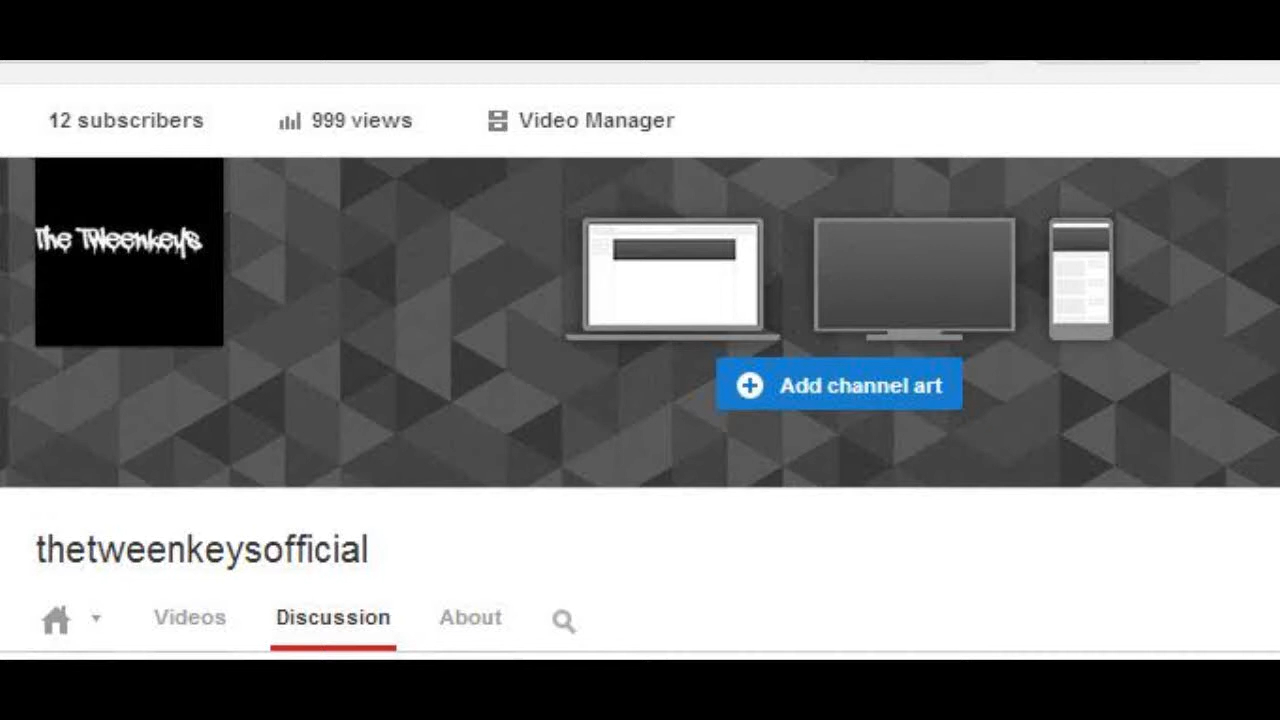 12 subscribers 999 views Video Manager
The Tweenkeys
Add channel art
thetweenkeysofficial
Videos Discussion About